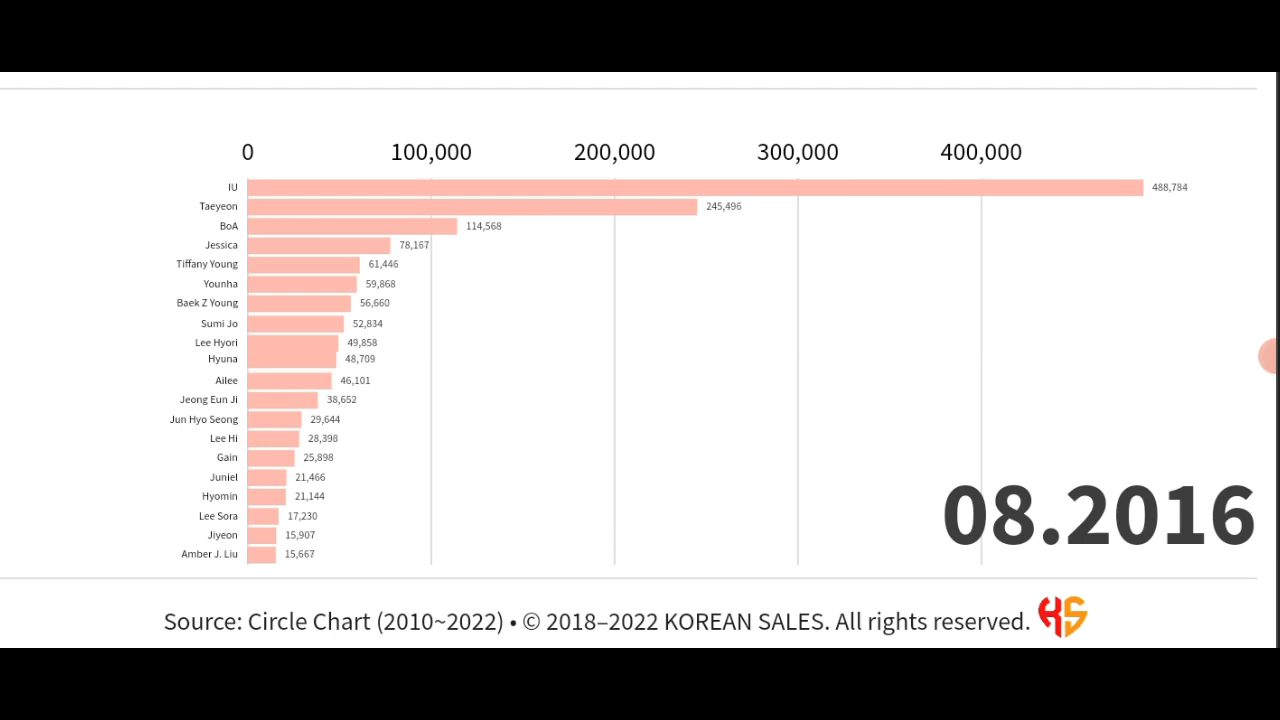 0 100,000 200,000 300,000 400,000
IU 488,784
Taeyeon 245,496
BoA 114,568
Jessica 78,167
Tiffany Young 61,446
Younha 59,868
Baek Z Young 56,660
Sumi Jo 52,834
Lee Hyori 49,858
Hyuna 48,709
Ailee 46,101
Jeong Eun Ji 38,652
Jun Hyo Seong 29,644
Lee Hi 28,398
Gain 25,898
Juniel 21,466
Hyomin 21,144
Lee Sora 17,230
Jiyeon 15,907
Amber J. Liu 15,667
08.2016
Source: Circle Chart (2010~2022) • © 2018–2022 KOREAN SALES. All rights reserved. KS